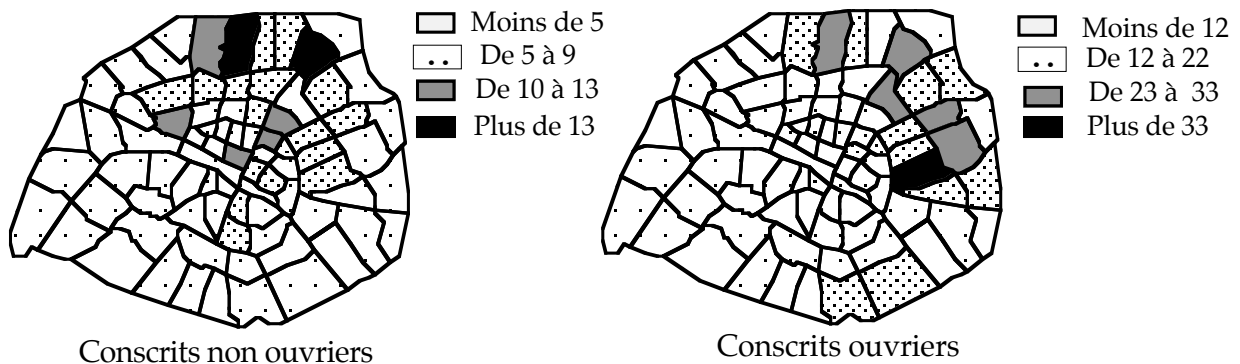 Moins de 5
De 5 à 9
De 10 à 13
Plus de 13
Conscrits non ouvriers
Moins de 12
De 12 à 22
De 23 à 33
Plus de 33
Conscrits ouvriers